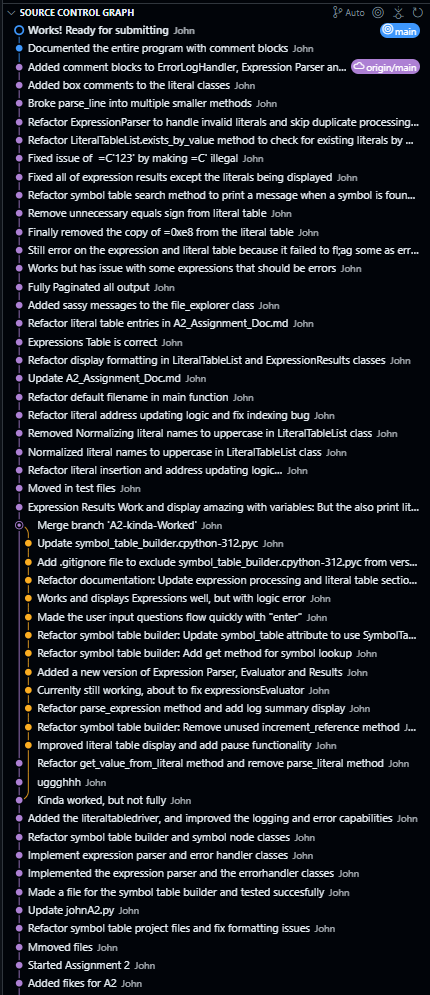 SOURCE CONTROL GRAPH Auto
Works! Ready for submitting John main
Documented the entire program with comment blocks John
Added comment blocks to ErrorLogHandler, Expression Parser an... origin/main
Added box comments to the literal classes John
Broke parse_line into multiple smaller methods John
Refactor ExpressionParser to handle invalid literals and skip duplicate processing...
Refactor LiteralTableList.exists_by_value method to check for existing literals by ...
Fixed issue of =C'123' by making =C' illegal John
Fixed all of expression results except the literals being displayed John
Refactor symbol table search method to print a message when a symbol is foun...
Remove unnecessary equals sign from literal table John
Finally removed the copy of =0xe8 from the literal table John
Still error on the expression and literal table because it failed to fl;ag some as err...
Works but has issue with some expressions that should be errors John
Fully Paginated all output John
Added sassy messages to the file_explorer class John
Refactor literal table entries in A2_Assignment_Doc.md John
Expressions Table is correct John
Refactor display formatting in LiteralTableList and ExpressionResults classes John
Update A2_Assignment_Doc.md John
Refactor default filename in main function John
Refactor literal address updating logic and fix indexing bug John
Removed Normalizing literal names to uppercase in LiteralTableList class John
Normalized literal names to uppercase in LiteralTableList class John
Refactor literal insertion and address updating logic... John
Moved in test files John
Expression Results Work and display amazing with variables: But the also print lit...
Merge branch 'A2-kinda-Worked' John
Update symbol_table_builder.cpython-312.pyc John
Add .gitignore file to exclude symbol_table_builder.cpython-312.pyc from vers...
Refactor documentation: Update expression processing and literal table sectio...
Works and displays Expressions well, but with logic error John
Made the user input questions flow quickly with "enter" John
Refactor symbol table builder: Update symbol_table attribute to use SymbolTa...
Refactor symbol table builder: Add get method for symbol lookup John
Added a new version of Expression Parser, Evaluator and Results John
Currenlty still working, about to fix expressionsEvaluator John
Refactor parse_expression method and add log summary display John
Refactor symbol table builder: Remove unused increment_reference method J...
Improved literal table display and add pause functionality John
Refactor get_value_from_literal method and remove parse_literal method John
uggghhh John
Kinda worked, but not fully John
Added the literaltabledriver, and improved the logging and error capabilities John
Refactor symbol table builder and symbol node classes John
Implement expression parser and error handler classes John
Implemented the expression parser and the errorhandler classes John
Made a file for the symbol table builder and tested succesfully John
Update johnA2.py John
Refactor symbol table project files and fix formatting issues John
Mmoved files John
Started Assignment 2 John
Added fikes for A2 John